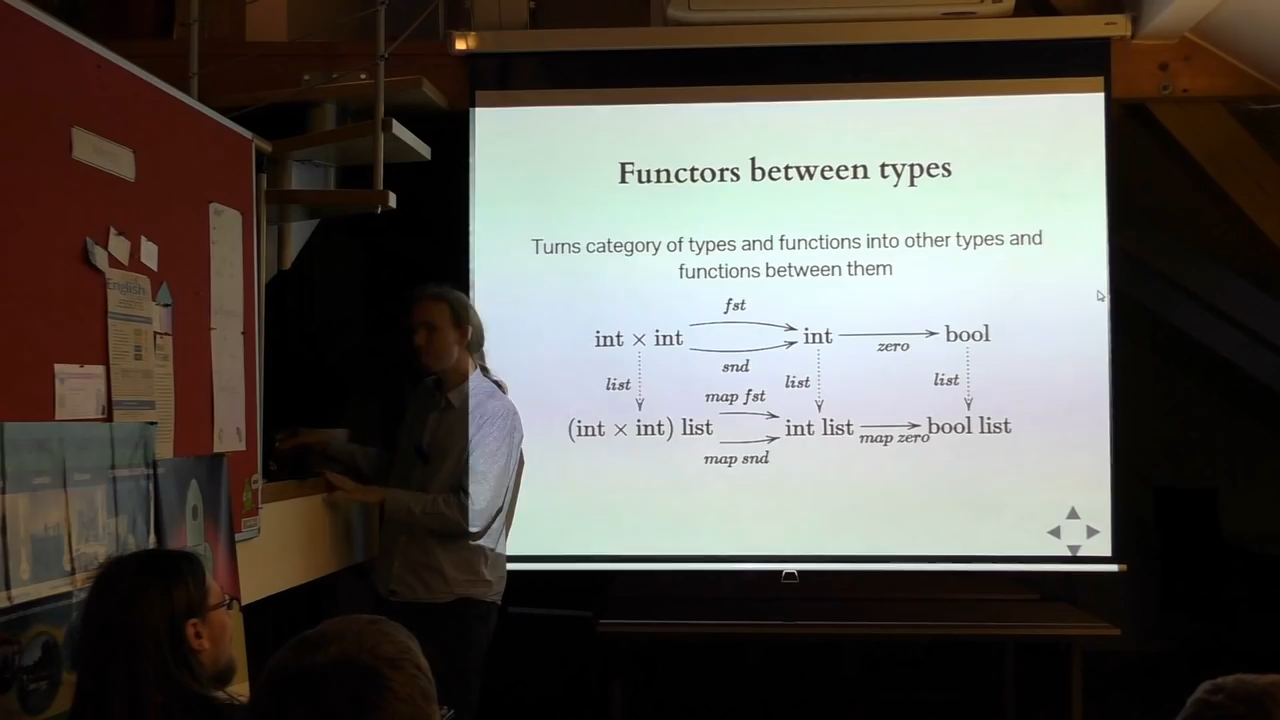 Functors between types
Turns category of types and functions into other types and
functions between them
fst
int × int
int
bool
zero
snd
list
list
list
map fst
(int × int) list
int list
bool list
map zero
map snd
English